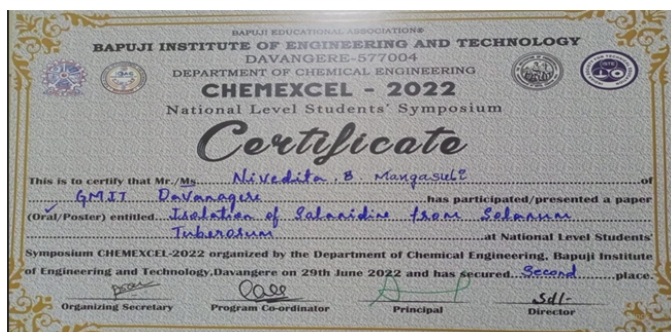 BAPUJI EDUCATIONAL ASSOCIATION®
BAPUJI INSTITUTE OF ENGINEERING AND TECHNOLOGY
DAVANGERE-577004
DEPARTMENT OF CHEMICAL ENGINEERING
CHEMEXCEL - 2022
National Level Students' Symposium
Certificate
This is to certify that Mr./Ms. Nivedita. B. Mangasuli of
GMIT Davanagere has participated/presented a paper
(Oral/Poster) entitled Isolation of Solanidine from Solanum
Tuberosum at National Level Students'
Symposium CHEMEXCEL-2022 organized by the Department of Chemical Engineering, Bapuji Institute
of Engineering and Technology,Davangere on 29th June 2022 and has secured Second place.
Sd/-
Organizing Secretary Program Co-ordinator Principal Director